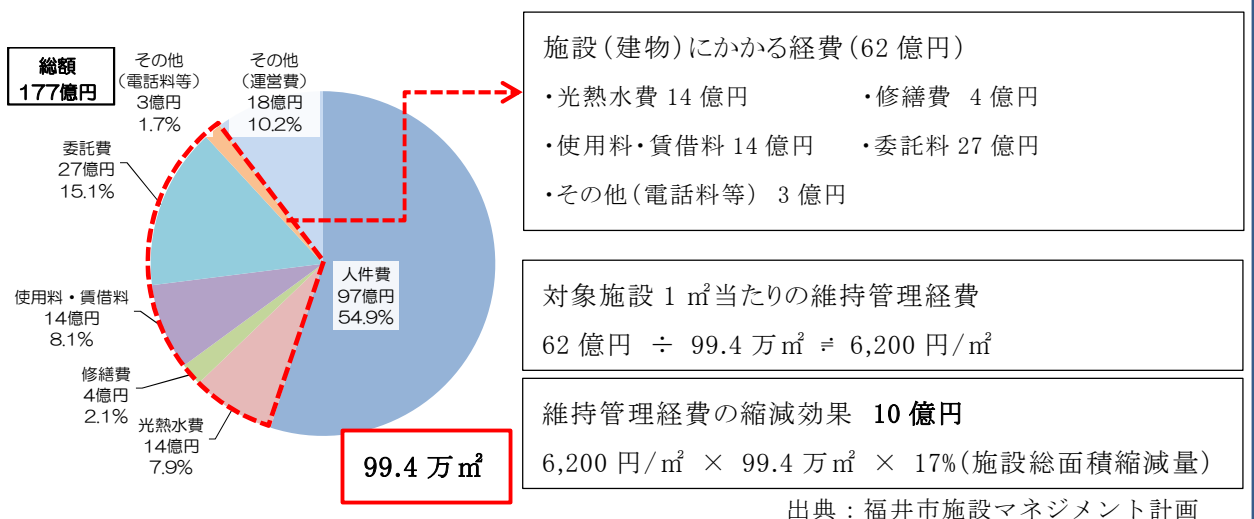 総額
177億円
その他
(電話料等)
3億円
1.7%
その他
(運営費)
18億円
10.2%
委託費
27億円
15.1%
使用料・賃借料
14億円
8.1%
修繕費
4億円
2.1%
光熱水費
14億円
7.9%
人件費
97億円
54.9%
99.4 万㎡
施設(建物)にかかる経費(62 億円)
・光熱水費 14 億円 ・修繕費 4 億円
・使用料・賃借料 14 億円 ・委託料 27 億円
・その他(電話料等) 3 億円
対象施設 1 ㎡当たりの維持管理経費
62 億円 ÷ 99.4 万㎡ ≓ 6,200 円/㎡
維持管理経費の縮減効果 10 億円
6,200 円/㎡ × 99.4 万㎡ × 17%(施設総面積縮減量)
出典：福井市施設マネジメント計画